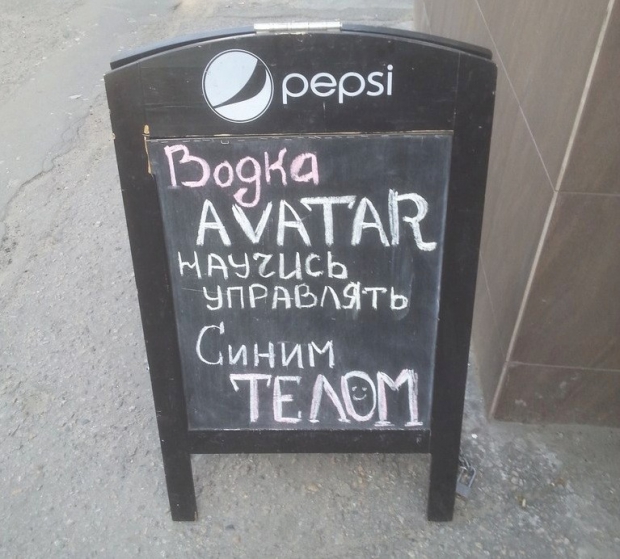 pepsi
Водка
AVATAR
научись
управлять
Синим
ТЕЛОМ